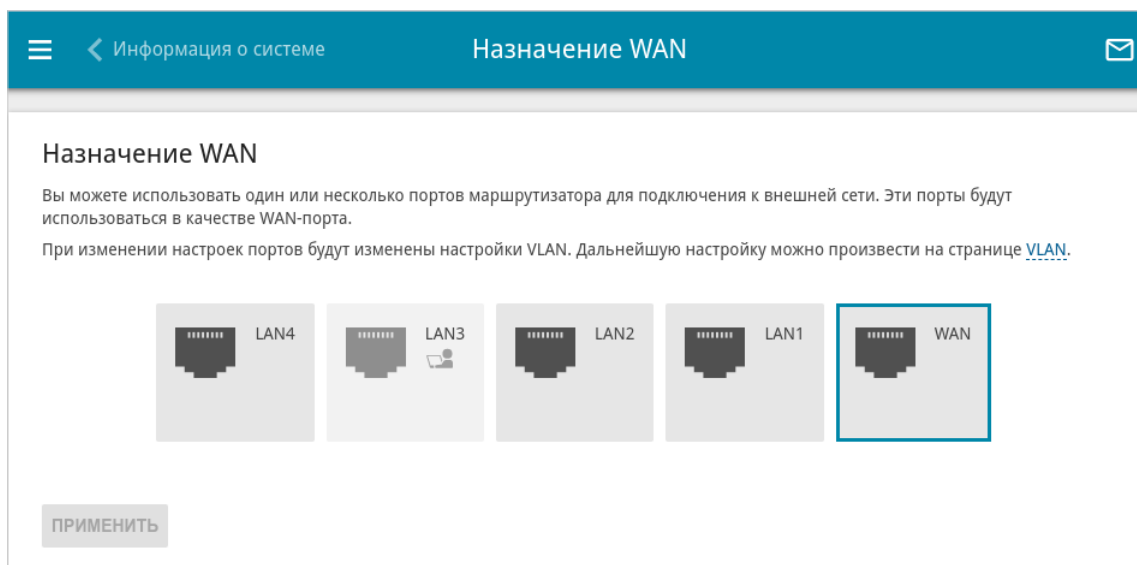 Информация о системе
Назначение WAN
Назначение WAN
Вы можете использовать один или несколько портов маршрутизатора для подключения к внешней сети. Эти порты будут
использоваться в качестве WAN-порта.
При изменении настроек портов будут изменены настройки VLAN. Дальнейшую настройку можно произвести на странице VLAN.
LAN4
LAN3
LAN2
LAN1
WAN
ПРИМЕНИТЬ